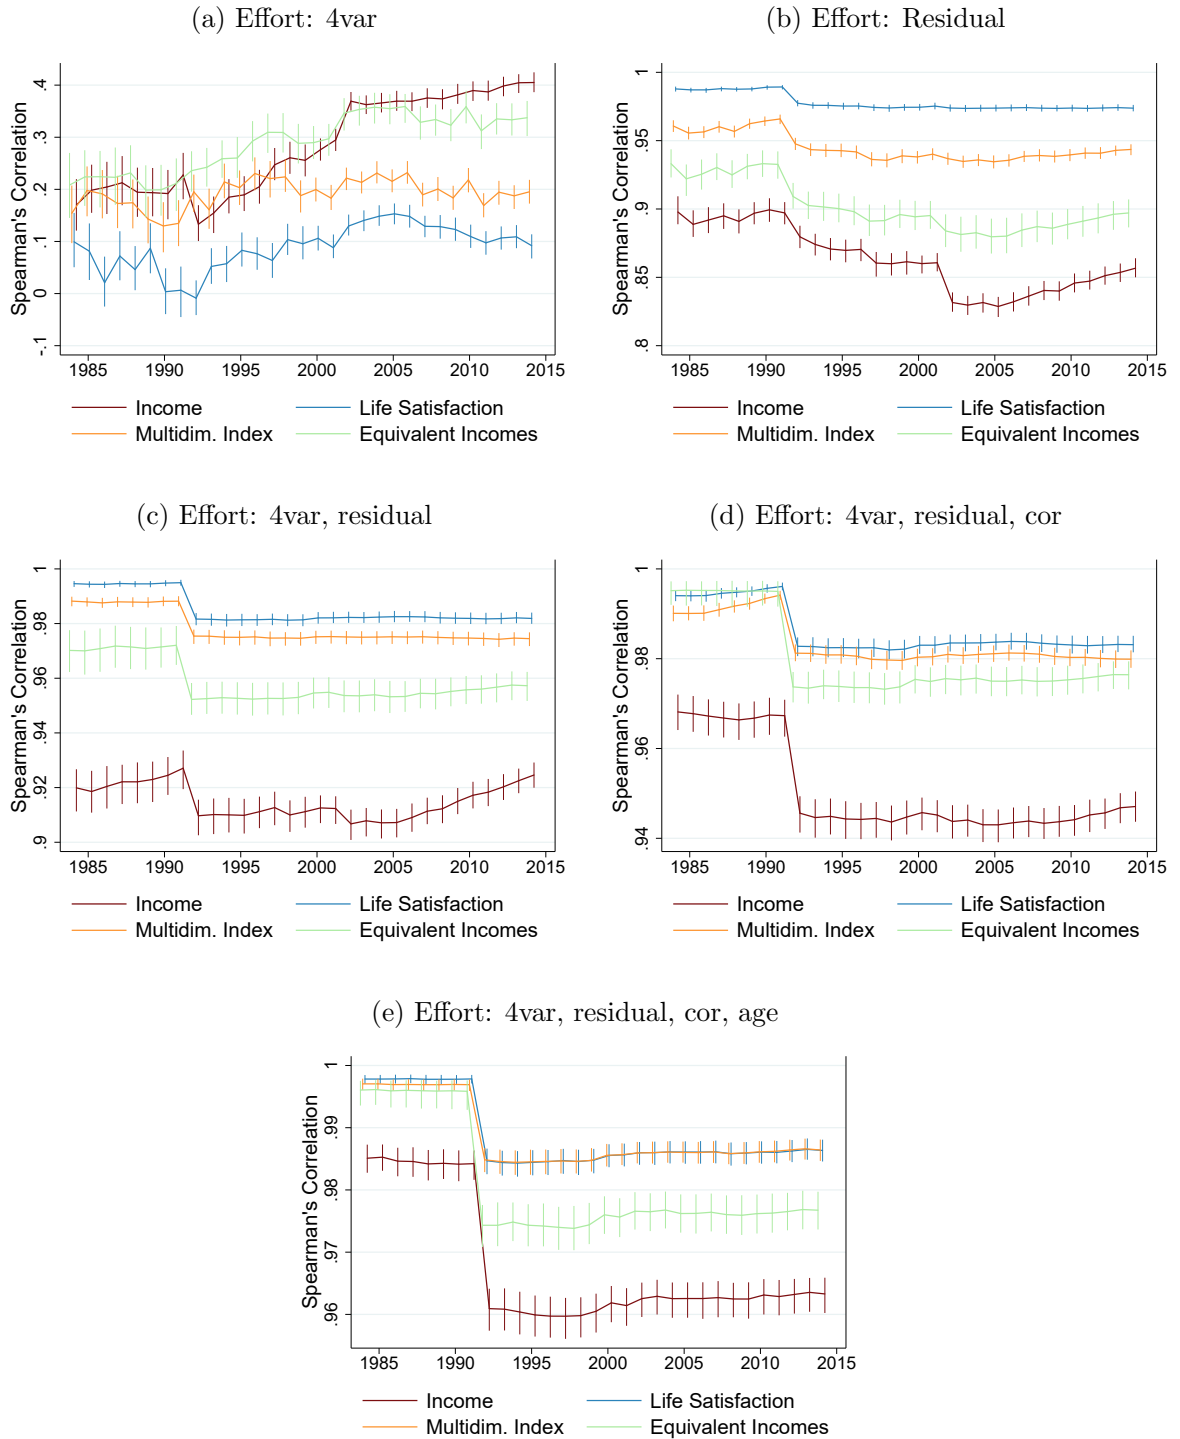 (a) Effort: 4var
Spearman's Correlation
.4
.3
.2
.1
0
-.1
1985 1990 1995 2000 2005 2010 2015
Income Life Satisfaction
Multidim. Index Equivalent Incomes
(b) Effort: Residual
Spearman's Correlation
1
.95
.9
.85
.8
1985 1990 1995 2000 2005 2010 2015
Income Life Satisfaction
Multidim. Index Equivalent Incomes
(c) Effort: 4var, residual
Spearman's Correlation
1
.98
.96
.94
.92
.9
1985 1990 1995 2000 2005 2010 2015
Income Life Satisfaction
Multidim. Index Equivalent Incomes
(d) Effort: 4var, residual, cor
Spearman's Correlation
1
.98
.96
.94
1985 1990 1995 2000 2005 2010 2015
Income Life Satisfaction
Multidim. Index Equivalent Incomes
(e) Effort: 4var, residual, cor, age
Spearman's Correlation
1
.99
.98
.97
.96
1985 1990 1995 2000 2005 2010 2015
Income Life Satisfaction
Multidim. Index Equivalent Incomes